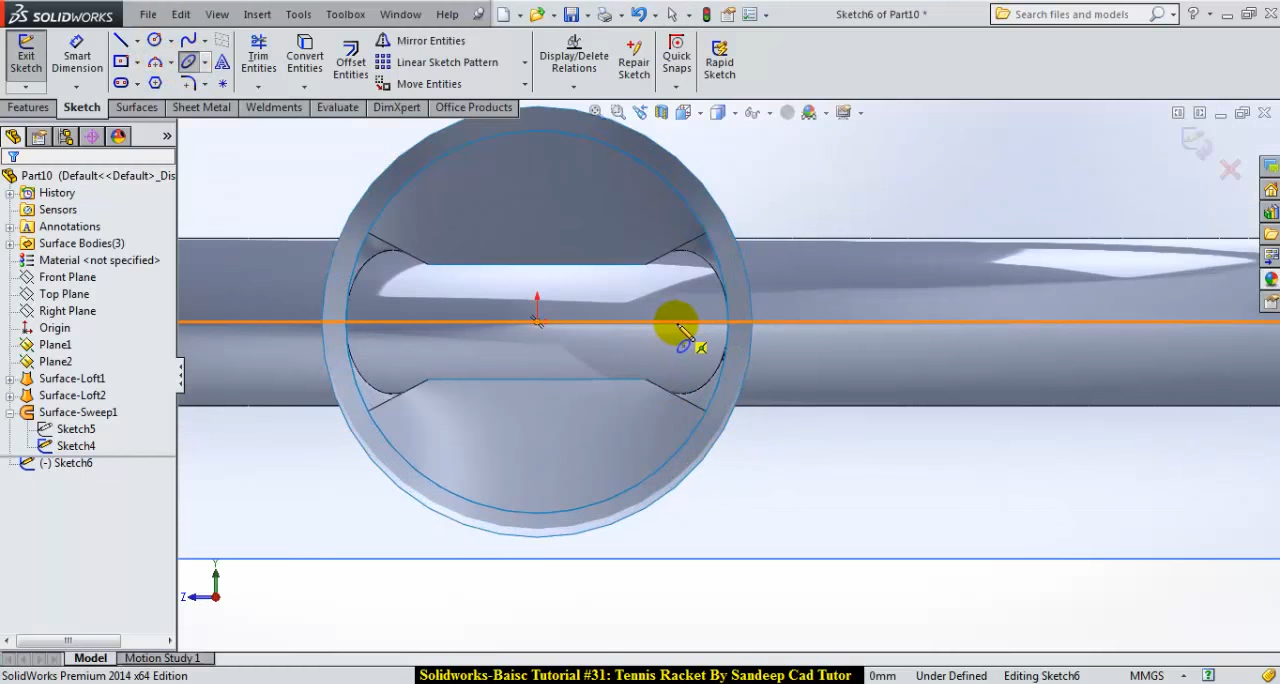 SOLIDWORKS File Edit View Insert Tools Toolbox Window Help Sketch6 of Part10 * Search files and models
Exit Sketch
Smart Dimension
Trim Entities
Convert Entities
Offset Entities
Mirror Entities
Linear Sketch Pattern
Move Entities
Display/Delete Relations
Repair Sketch
Quick Snaps
Rapid Sketch
Features Sketch Surfaces Sheet Metal Weldments Evaluate DimXpert Office Products
Part10 (Default<<Default>_Dis
History
Sensors
Annotations
Surface Bodies(3)
Material <not specified>
Front Plane
Top Plane
Right Plane
Origin
Plane1
Plane2
Surface-Loft1
Surface-Loft2
Surface-Sweep1
Sketch5
Sketch4
(-) Sketch6
Y
Z
Model Motion Study 1
SolidWorks Premium 2014 x64 Edition Solidworks-Baisc Tutorial #31: Tennis Racket By Sandeep Cad Tutor 0mm Under Defined Editing Sketch6 MMGS